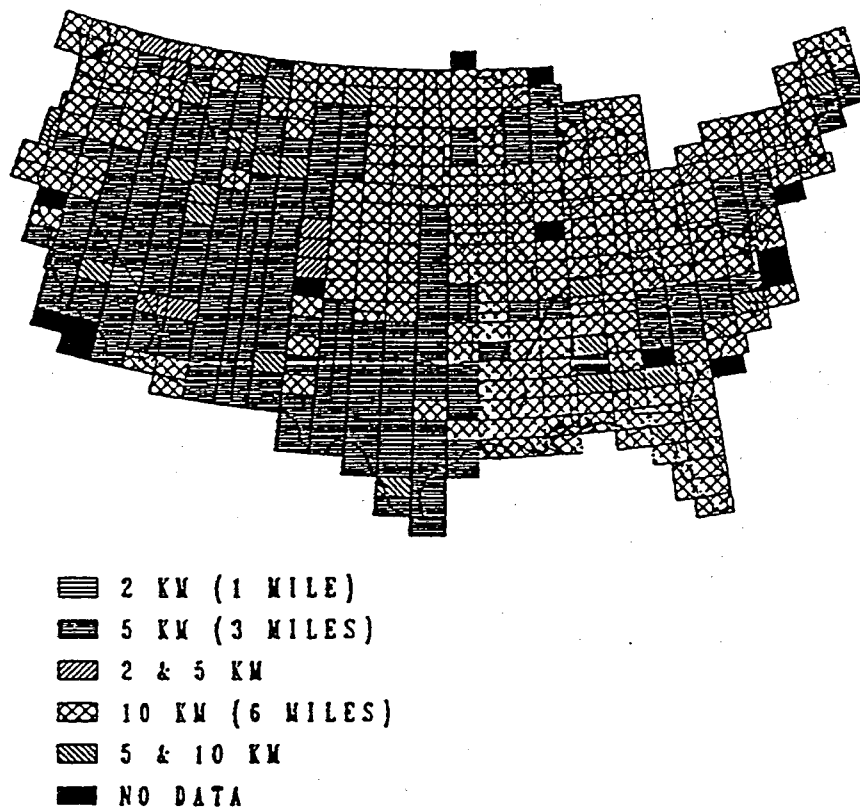 2 KM (1 MILE)
5 KM (3 MILES)
2 & 5 KM
10 KM (6 MILES)
5 & 10 KM
NO DATA